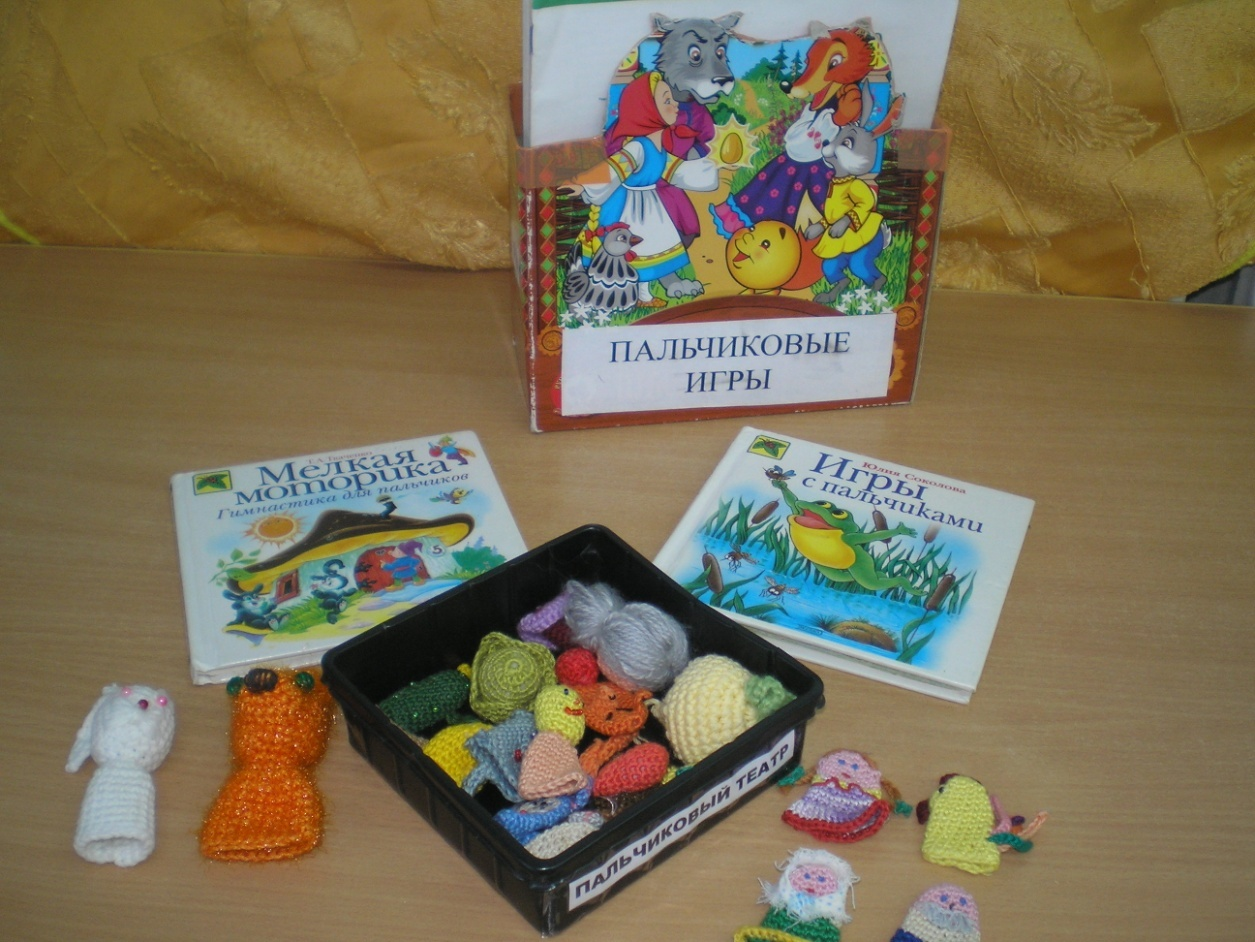 ПАЛЬЧИКОВЫЕ
ИГРЫ
Мелкая
моторика
Гимнастика для пальчиков
Юлия Соколова
Игры
с пальчиками
ПАЛЬЧИКОВЫЙ ТЕАТР